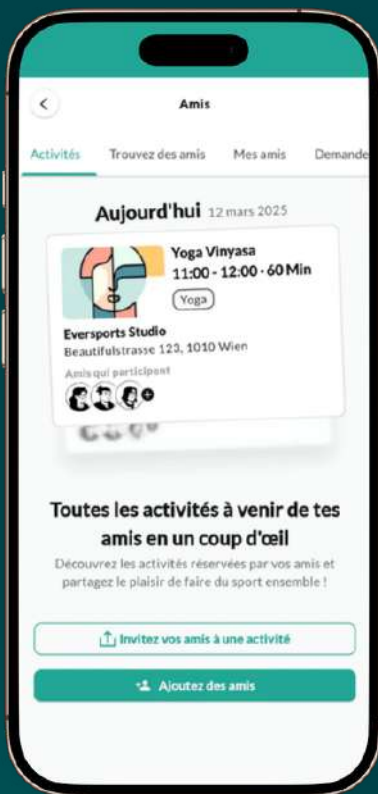 Amis
Activités Trouvez des amis Mes amis Demande
Aujourd'hui 12 mars 2025
Yoga Vinyasa
11:00 - 12:00 · 60 Min
Yoga
Eversports Studio
Beautifulstrasse 123, 1010 Wien
Amis qui participent
Toutes les activités à venir de tes
amis en un coup d'œil
Découvrez les activités réservées par vos amis et
partagez le plaisir de faire du sport ensemble !
Invitez vos amis à une activité
Ajoutez des amis